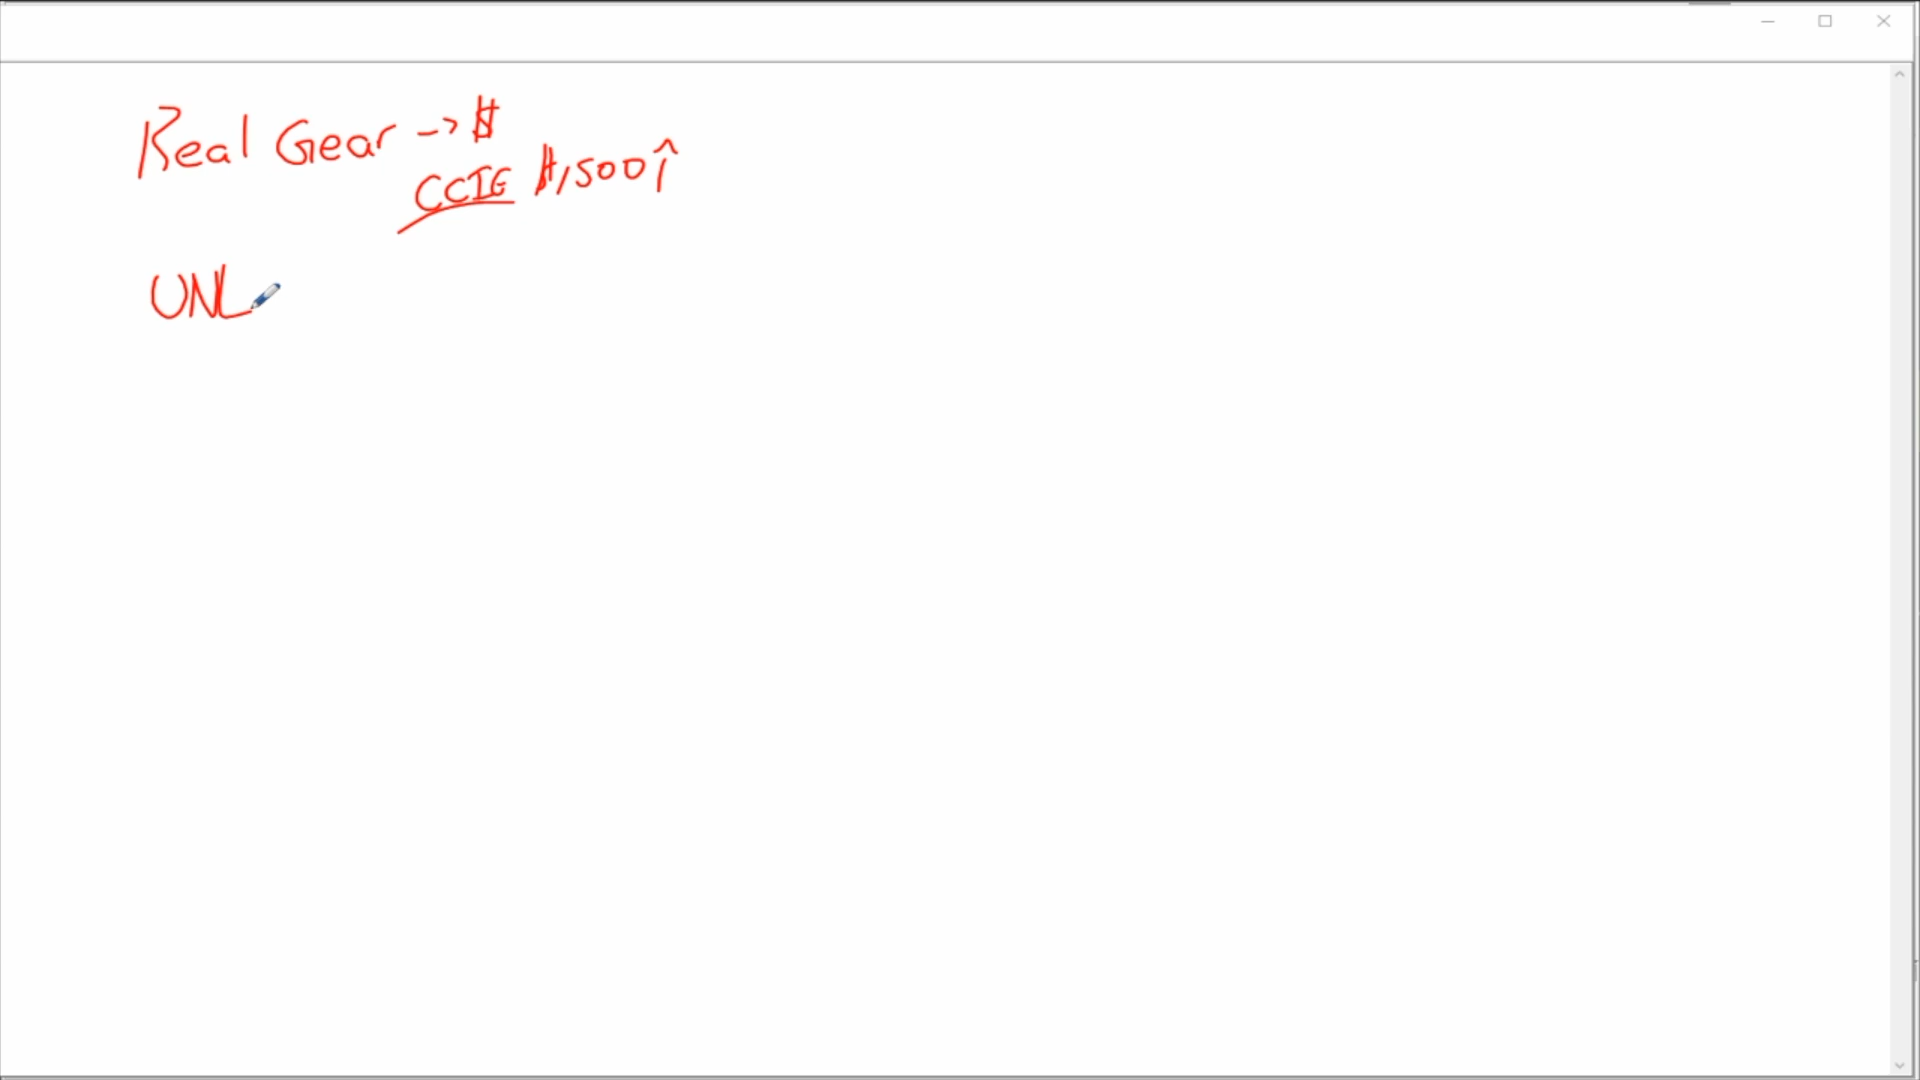 Real Gear -> $
CCIE $1,500↑
UNL